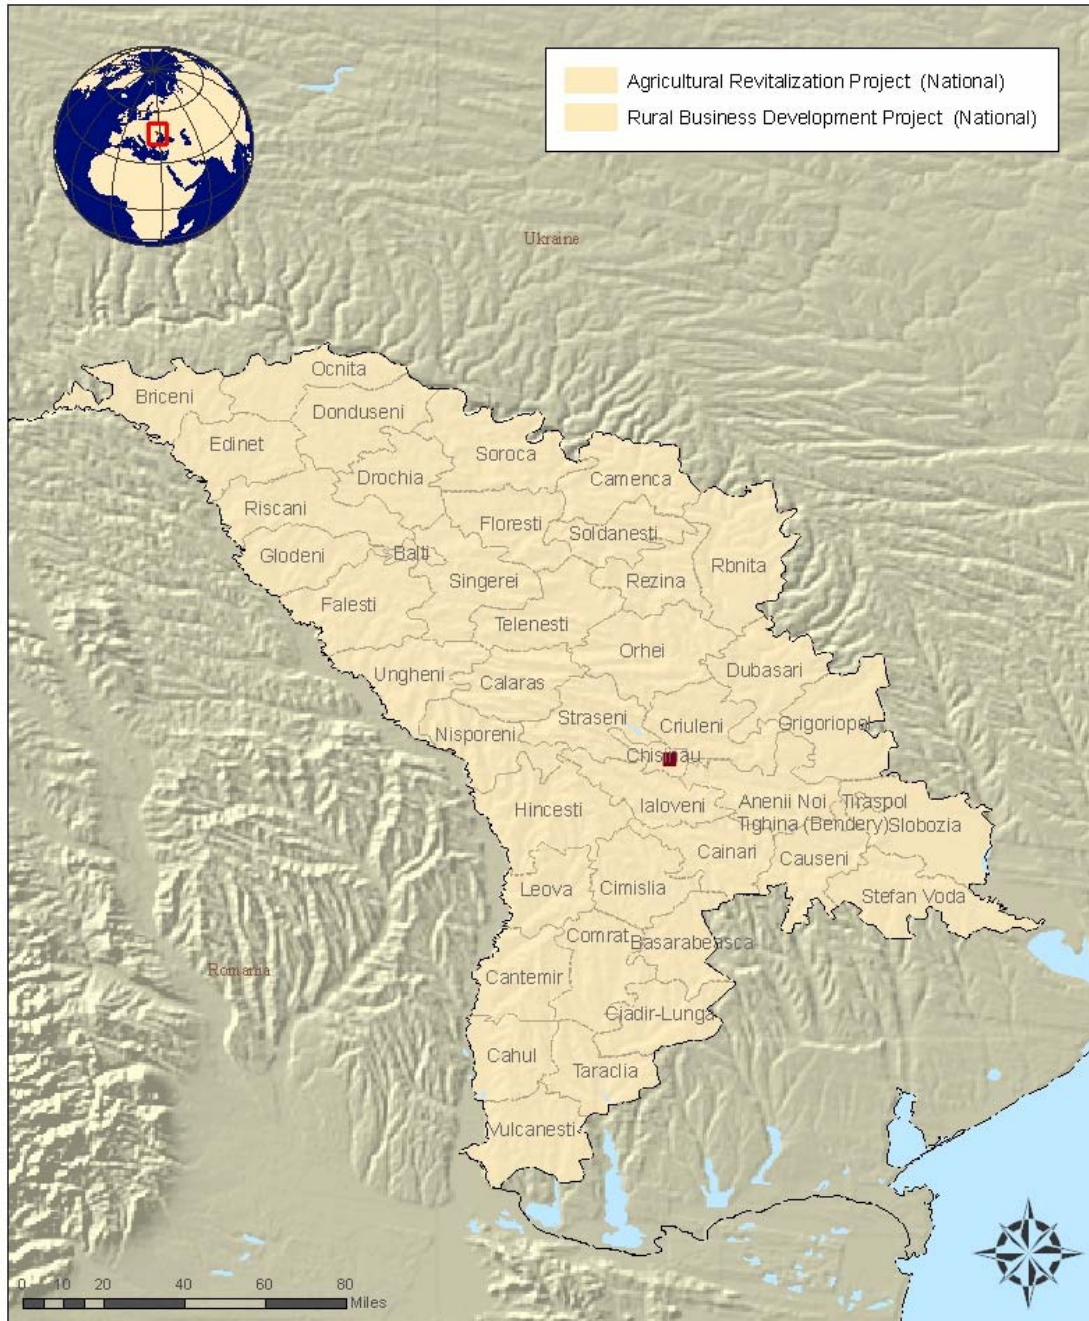 Agricultural Revitalization Project (National)
Rural Business Development Project (National)
Ukraine
Ocnita
Briceni
Donduseni
Edinet
Soroca
Drochia
Camenca
Riscani
Floresti
Soldanesti
Glodeni
Balti
Rbnita
Singerei
Rezina
Falesti
Telenesti
Orhei
Dubasari
Ungheni
Calaras
Straseni
Criuleni
Grigoriopol
Nisporeni
Chisinau
Hincesti
Ialoveni
Anenii Noi
Tiraspol
Tighina (Bendery)
Slobozia
Cainari
Causeni
Leova
Cimislia
Stefan Voda
Comrat
Basarabeasca
Romania
Cantemir
Ciadir-Lunga
Cahul
Taraclia
Vulcanesti
0 10 20 40 60 80
Miles